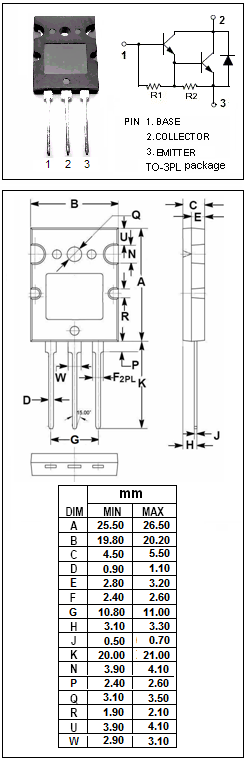 2
1
R1 R2
3
PIN 1. BASE
2. COLLECTOR
3. EMITTER
TO-3PL package
1 2 3
B
C
E
Q
U
N
A
R
P
W
F2PL
K
D
15.00°
G
J
H
mm
DIM MIN MAX
A 25.50 26.50
B 19.80 20.20
C 4.50 5.50
D 0.90 1.10
E 2.80 3.20
F 2.40 2.60
G 10.80 11.00
H 3.10 3.30
J 0.50 0.70
K 20.00 21.00
N 3.90 4.10
P 2.40 2.60
Q 3.10 3.50
R 1.90 2.10
U 3.90 4.10
W 2.90 3.10